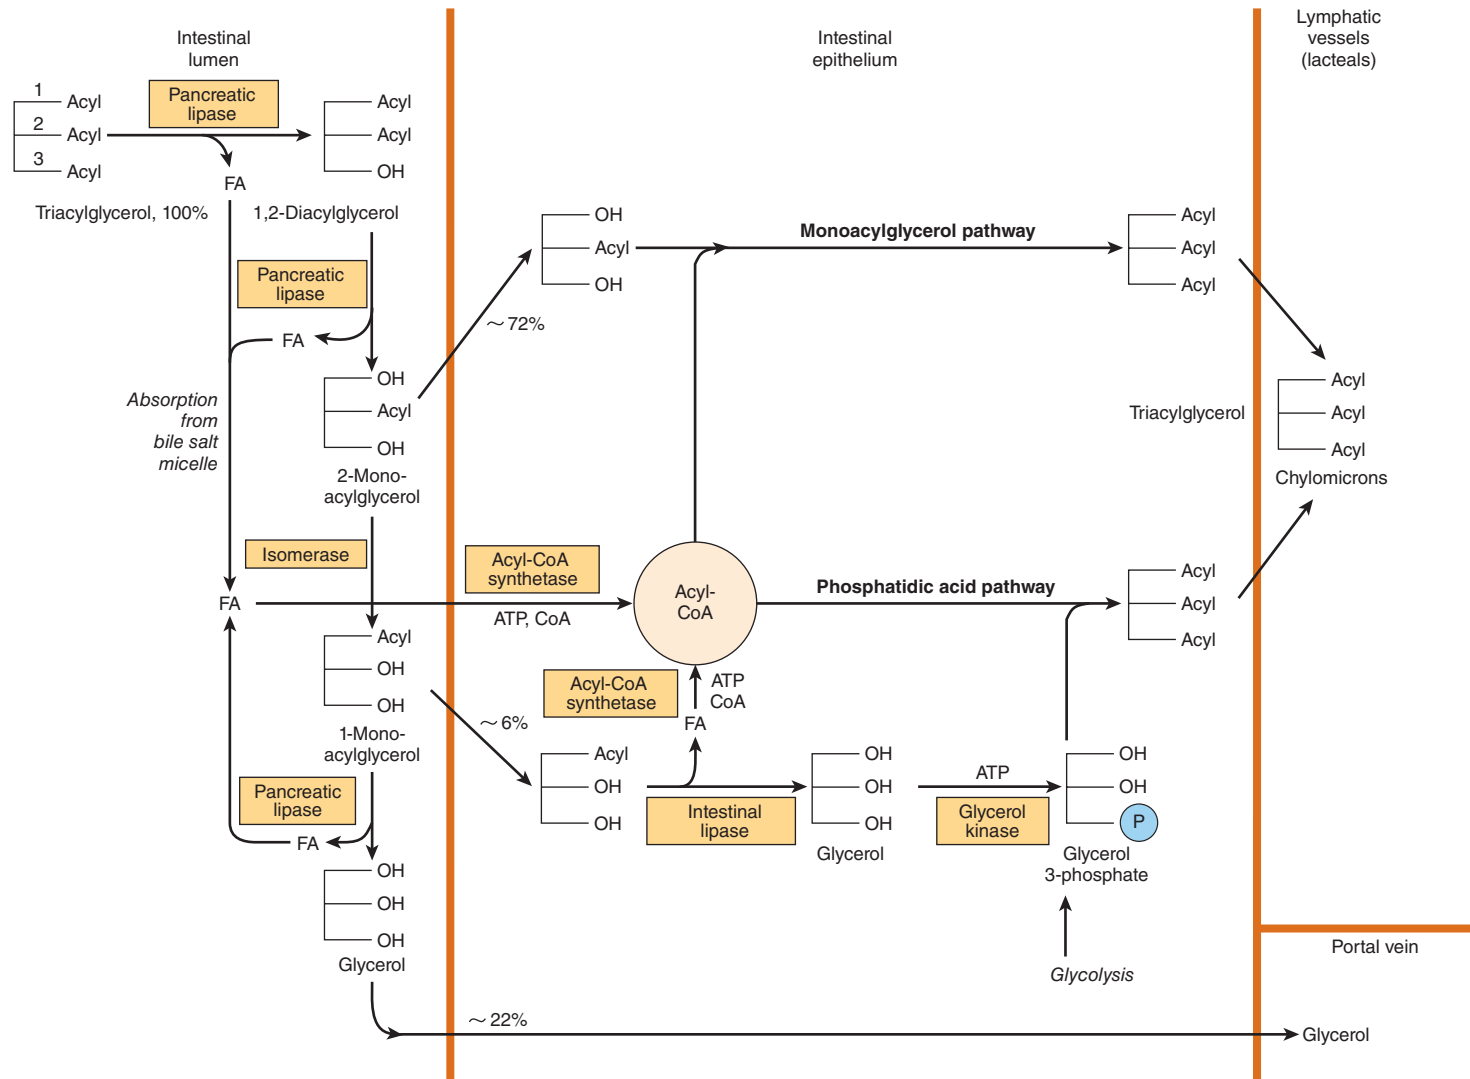 Intestinal
lumen
Intestinal
epithelium
Lymphatic
vessels
(lacteals)
1
Acyl
2
Acyl
3
Acyl
Pancreatic
lipase
Acyl
Acyl
OH
FA
Triacylglycerol, 100%
1,2-Diacylglycerol
Pancreatic
lipase
FA
OH
Acyl
OH
2-Mono-
acylglycerol
Absorption
from
bile salt
micelle
~72%
OH
Acyl
OH
Monoacylglycerol pathway
Acyl
Acyl
Acyl
Triacylglycerol
Acyl
Acyl
Acyl
Chylomicrons
Isomerase
FA
Acyl-CoA
synthetase
ATP, CoA
Acyl-
CoA
Phosphatidic acid pathway
Acyl
Acyl
Acyl
Acyl
OH
OH
1-Mono-
acylglycerol
~6%
Acyl-CoA
synthetase
ATP
CoA
FA
Acyl
OH
OH
Intestinal
lipase
OH
OH
OH
Glycerol
ATP
Glycerol
kinase
OH
OH
P
Glycerol
3-phosphate
Glycolysis
Pancreatic
lipase
FA
OH
OH
OH
Glycerol
~22%
Portal vein
Glycerol